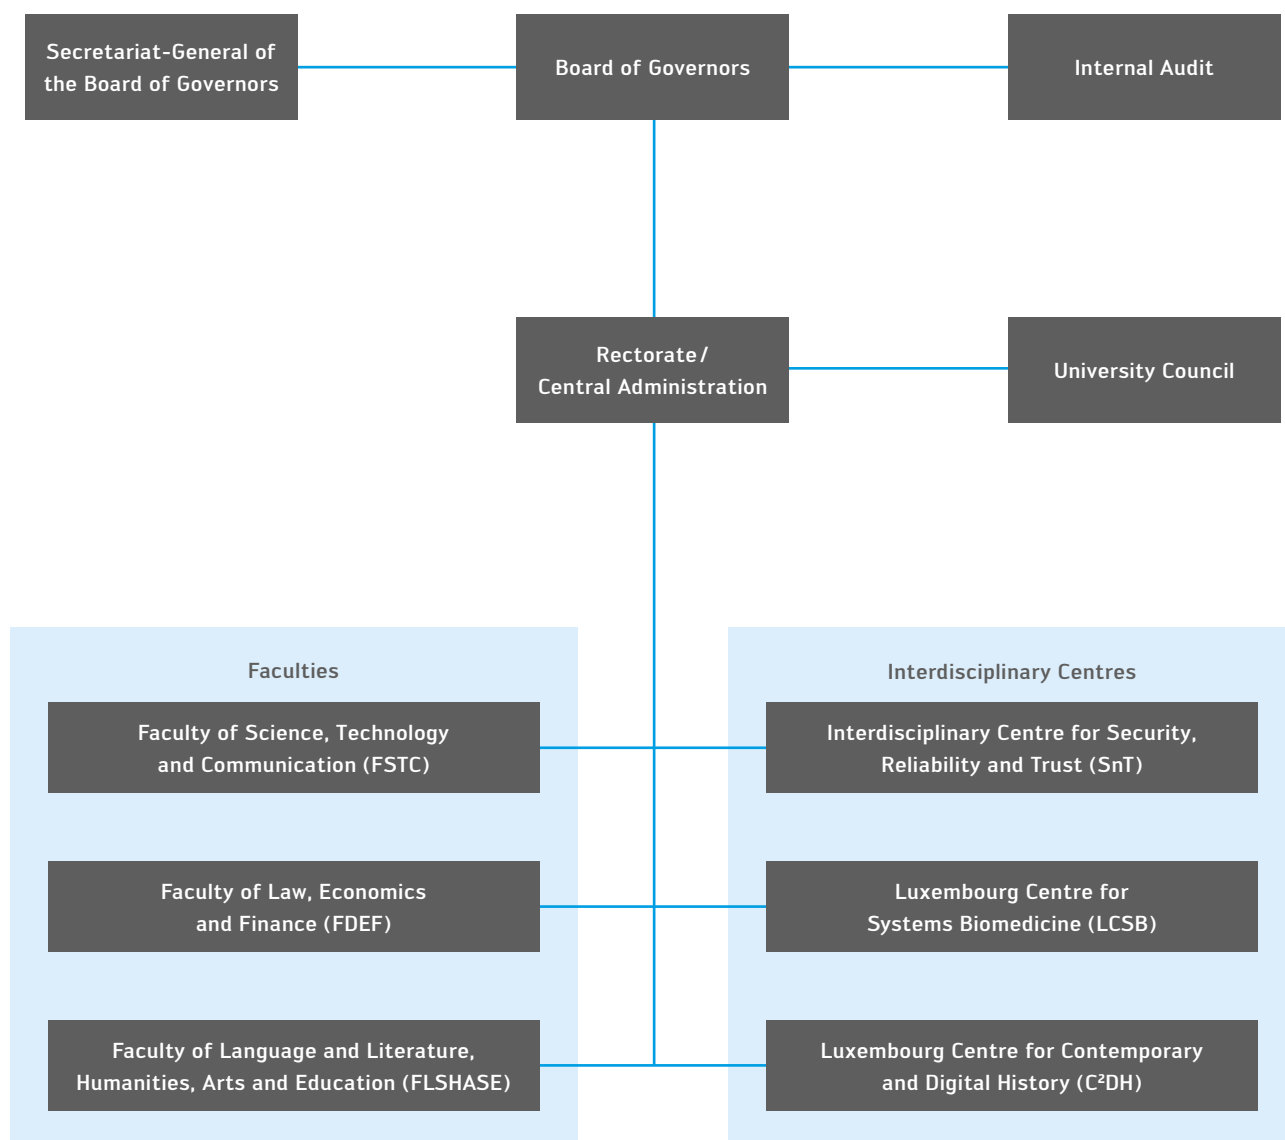 Secretariat-General of
the Board of Governors
Board of Governors
Internal Audit
Rectorate/
Central Administration
University Council
Faculties
Faculty of Science, Technology
and Communication (FSTC)
Faculty of Law, Economics
and Finance (FDEF)
Faculty of Language and Literature,
Humanities, Arts and Education (FLSHASE)
Interdisciplinary Centres
Interdisciplinary Centre for Security,
Reliability and Trust (SnT)
Luxembourg Centre for
Systems Biomedicine (LCSB)
Luxembourg Centre for Contemporary
and Digital History (C²DH)